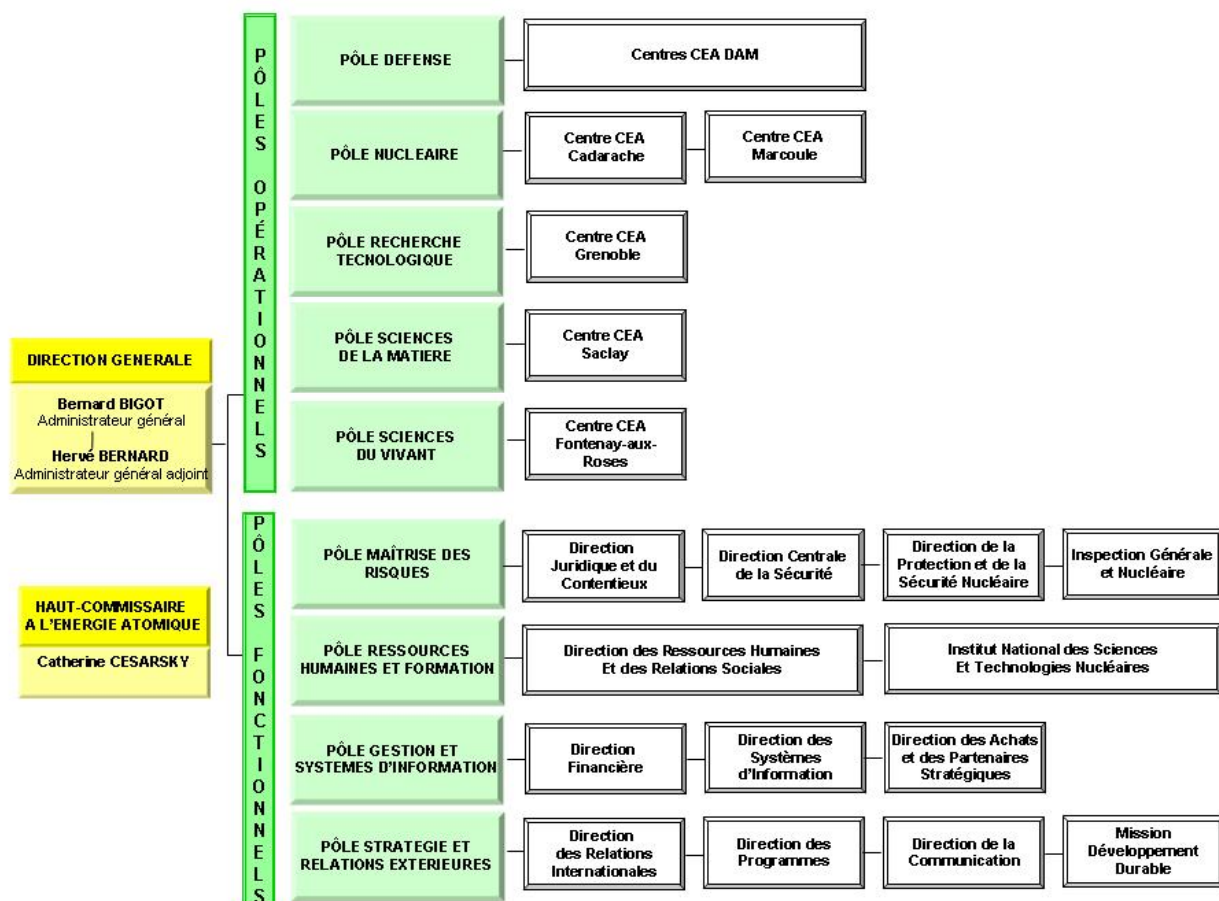 DIRECTION GENERALE
Bernard BIGOT
Administrateur général
Hervé BERNARD
Administrateur général adjoint
HAUT-COMMISSAIRE
A L'ENERGIE ATOMIQUE
Catherine CESARSKY
PÔLES OPÉRATIONNELS
PÔLE DEFENSE
Centres CEA DAM
PÔLE NUCLEAIRE
Centre CEA
Cadarache
Centre CEA
Marcoule
PÔLE RECHERCHE
TECNOLOGIQUE
Centre CEA
Grenoble
PÔLE SCIENCES
DE LA MATIERE
Centre CEA
Saclay
PÔLE SCIENCES
DU VIVANT
Centre CEA
Fontenay-aux-
Roses
PÔLES FONCTIONNELS
PÔLE MAÎTRISE DES
RISQUES
Direction
Juridique et du
Contentieux
Direction Centrale
de la Sécurité
Direction de la
Protection et de la
Sécurité Nucléaire
Inspection Générale
et Nucléaire
PÔLE RESSOURCES
HUMAINES ET FORMATION
Direction des Ressources Humaines
Et des Relations Sociales
Institut National des Sciences
Et Technologies Nucléaires
PÔLE GESTION ET
SYSTEMES D'INFORMATION
Direction
Financière
Direction des
Systèmes
d'Information
Direction des Achats
et des Partenaires
Stratégiques
PÔLE STRATEGIE ET
RELATIONS EXTERIEURES
Direction
des Relations
Internationales
Direction des
Programmes
Direction de la
Communication
Mission
Développement
Durable